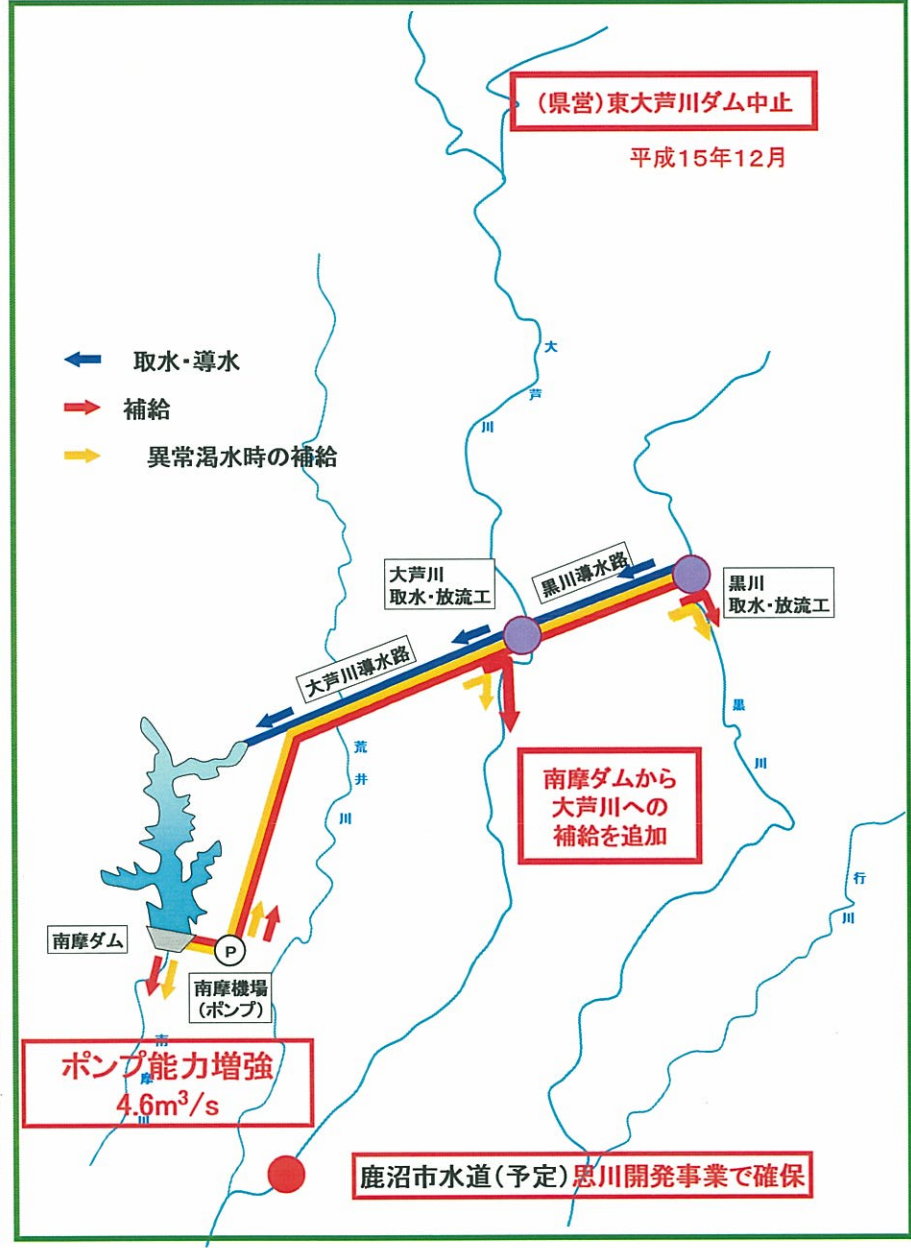 (県営)東大芦川ダム中止
平成15年12月
取水・導水
補給
異常渇水時の補給
大芦川
大芦川
取水・放流工
黒川導水路
黒川
取水・放流工
大芦川導水路
荒井川
黒川
南摩ダムから
大芦川への
補給を追加
行川
南摩ダム
P
南摩機場
(ポンプ)
南摩川
ポンプ能力増強
4.6m³/s
鹿沼市水道(予定)思川開発事業で確保